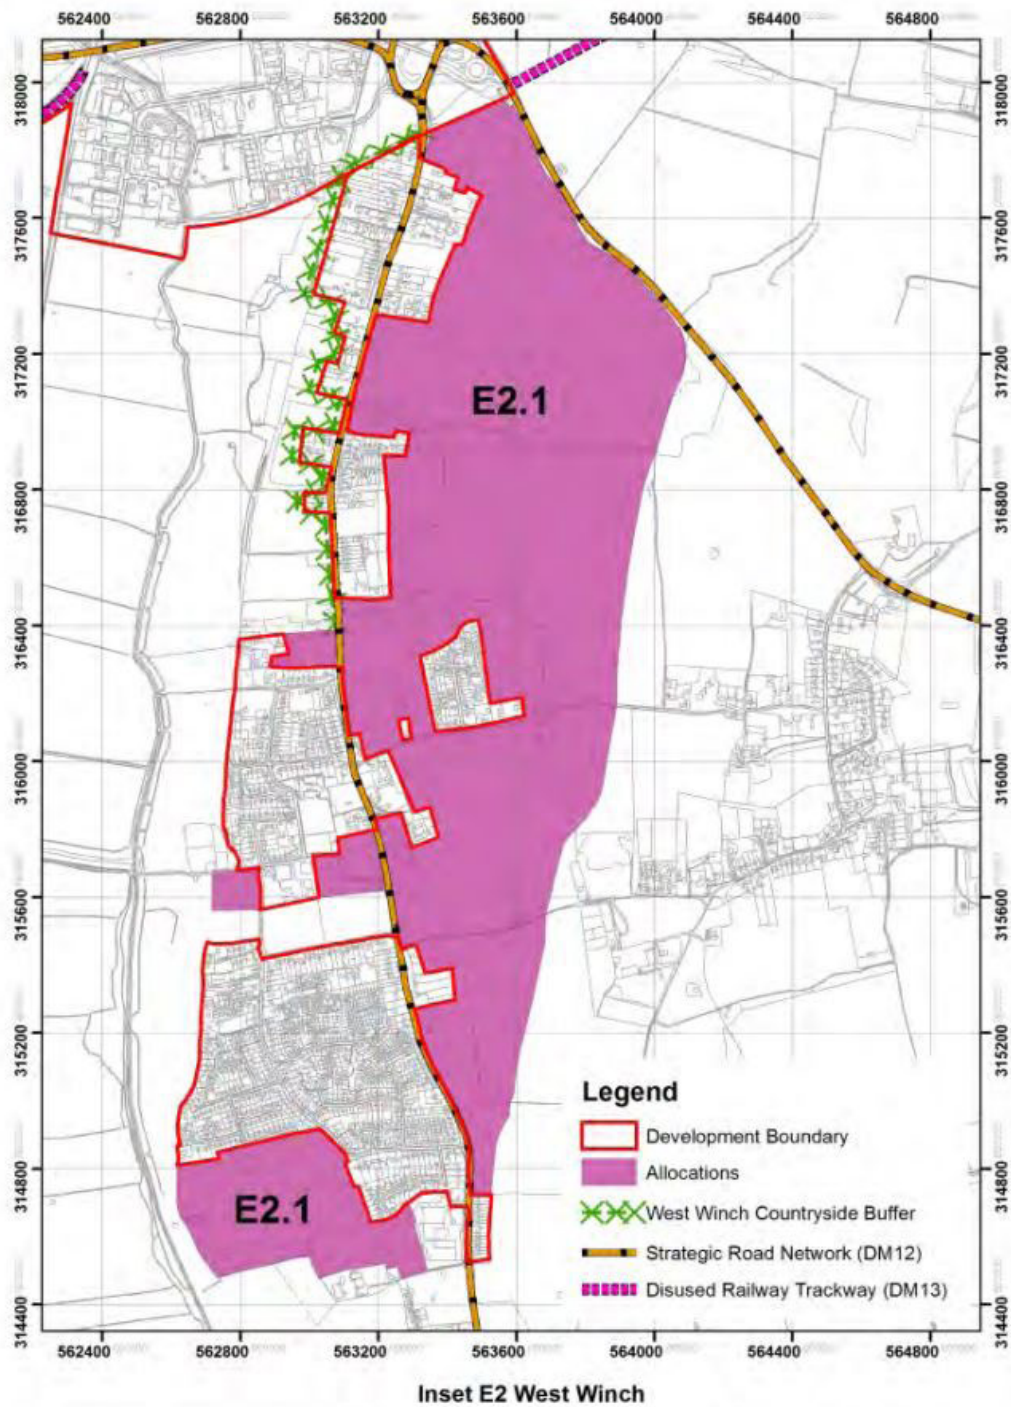 562400 562800 563200 563600 564000 564400 564800
318000 318000
317600 317600
317200 317200
E2.1
316800 316800
316400 316400
316000 316000
315600 315600
315200 315200
Legend
Development Boundary
Allocations
West Winch Countryside Buffer
Strategic Road Network (DM12)
Disused Railway Trackway (DM13)
314800 314800
E2.1
314400 314400
562400 562800 563200 563600 564000 564400 564800
Inset E2 West Winch